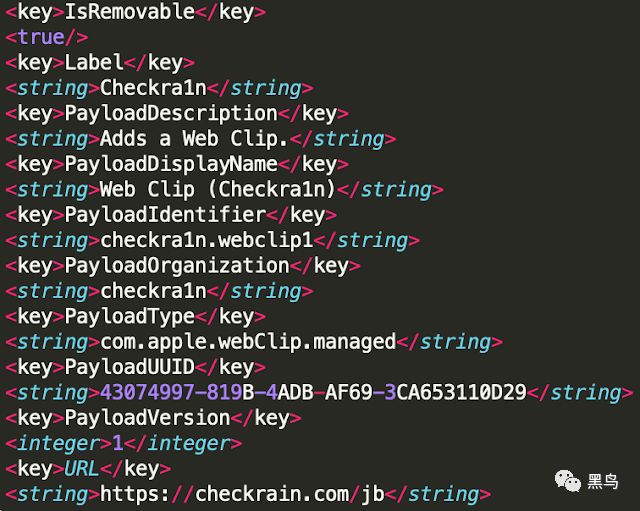 <key>IsRemovable</key>
<true/>
<key>Label</key>
<string>Checkra1n</string>
<key>PayloadDescription</key>
<string>Adds a Web Clip.</string>
<key>PayloadDisplayName</key>
<string>Web Clip (Checkra1n)</string>
<key>PayloadIdentifier</key>
<string>checkra1n.webclip1</string>
<key>PayloadOrganization</key>
<string>checkra1n</string>
<key>PayloadType</key>
<string>com.apple.webClip.managed</string>
<key>PayloadUUID</key>
<string>43074997-819B-4ADB-AF69-3CA653110D29</string>
<key>PayloadVersion</key>
<integer>1</integer>
<key>URL</key>
<string>https://checkrain.com/jb</string>
黑鸟